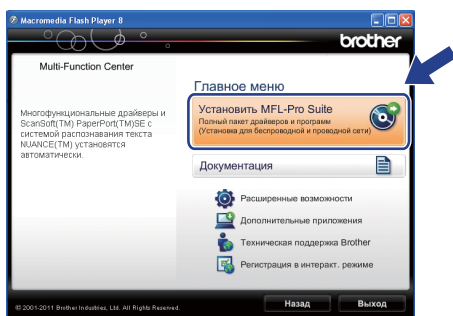 Macromedia Flash Player 8
brother
Multi-Function Center
Многофункциональные драйверы и
ScanSoft(TM) PaperPort(TM)SE с
системой распознавания текста
NUANCE(TM) установятся
автоматически.
Главное меню
Установить MFL-Pro Suite
Полный пакет драйверов и программ
(Установка для беспроводной и проводной сети)
Документация
Расширенные возможности
Дополнительные приложения
Техническая поддержка Brother
Регистрация в интеракт. режиме
© 2001-2011 Brother Industries, Ltd. All Rights Reserved.
Назад
Выход